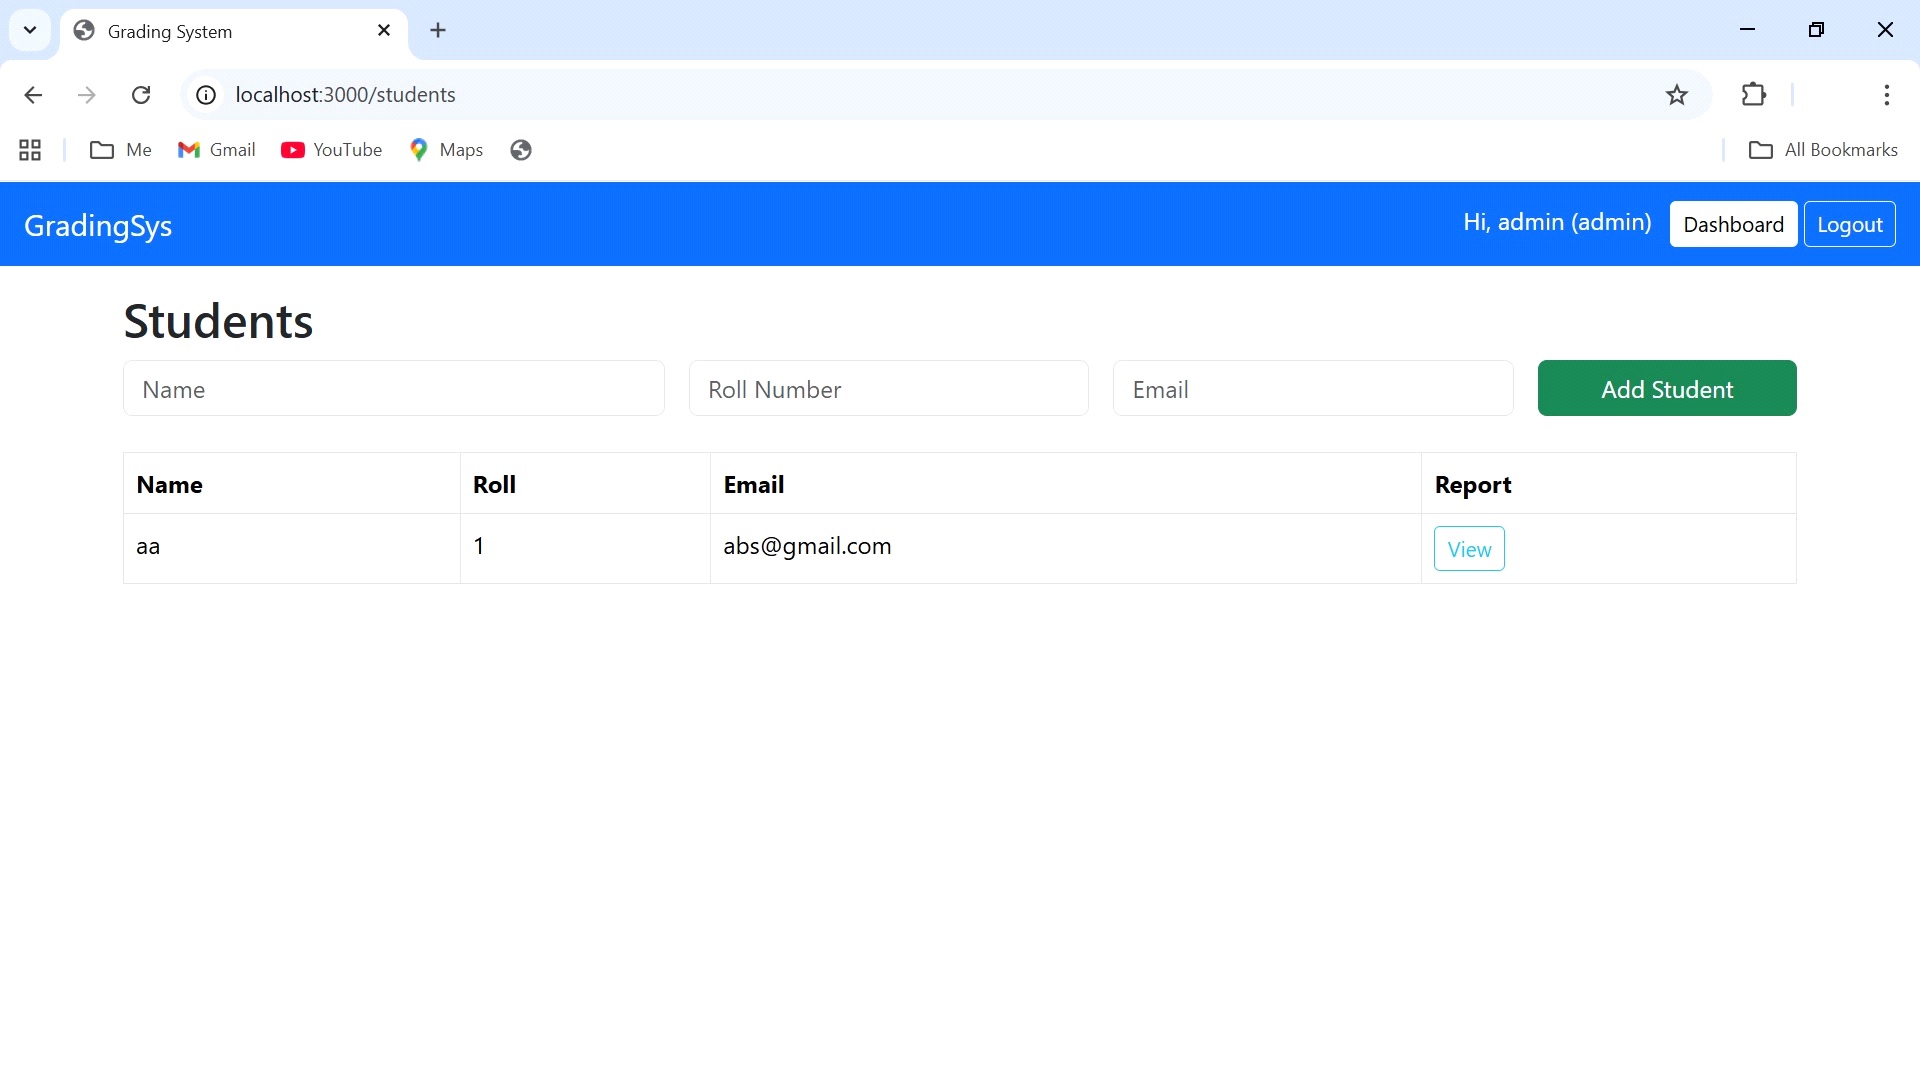 Grading System
localhost:3000/students
Me Gmail YouTube Maps All Bookmarks
GradingSys Hi, admin (admin) Dashboard Logout
Students
Name Roll Number Email Add Student
Name Roll Email Report
aa 1 abs@gmail.com View